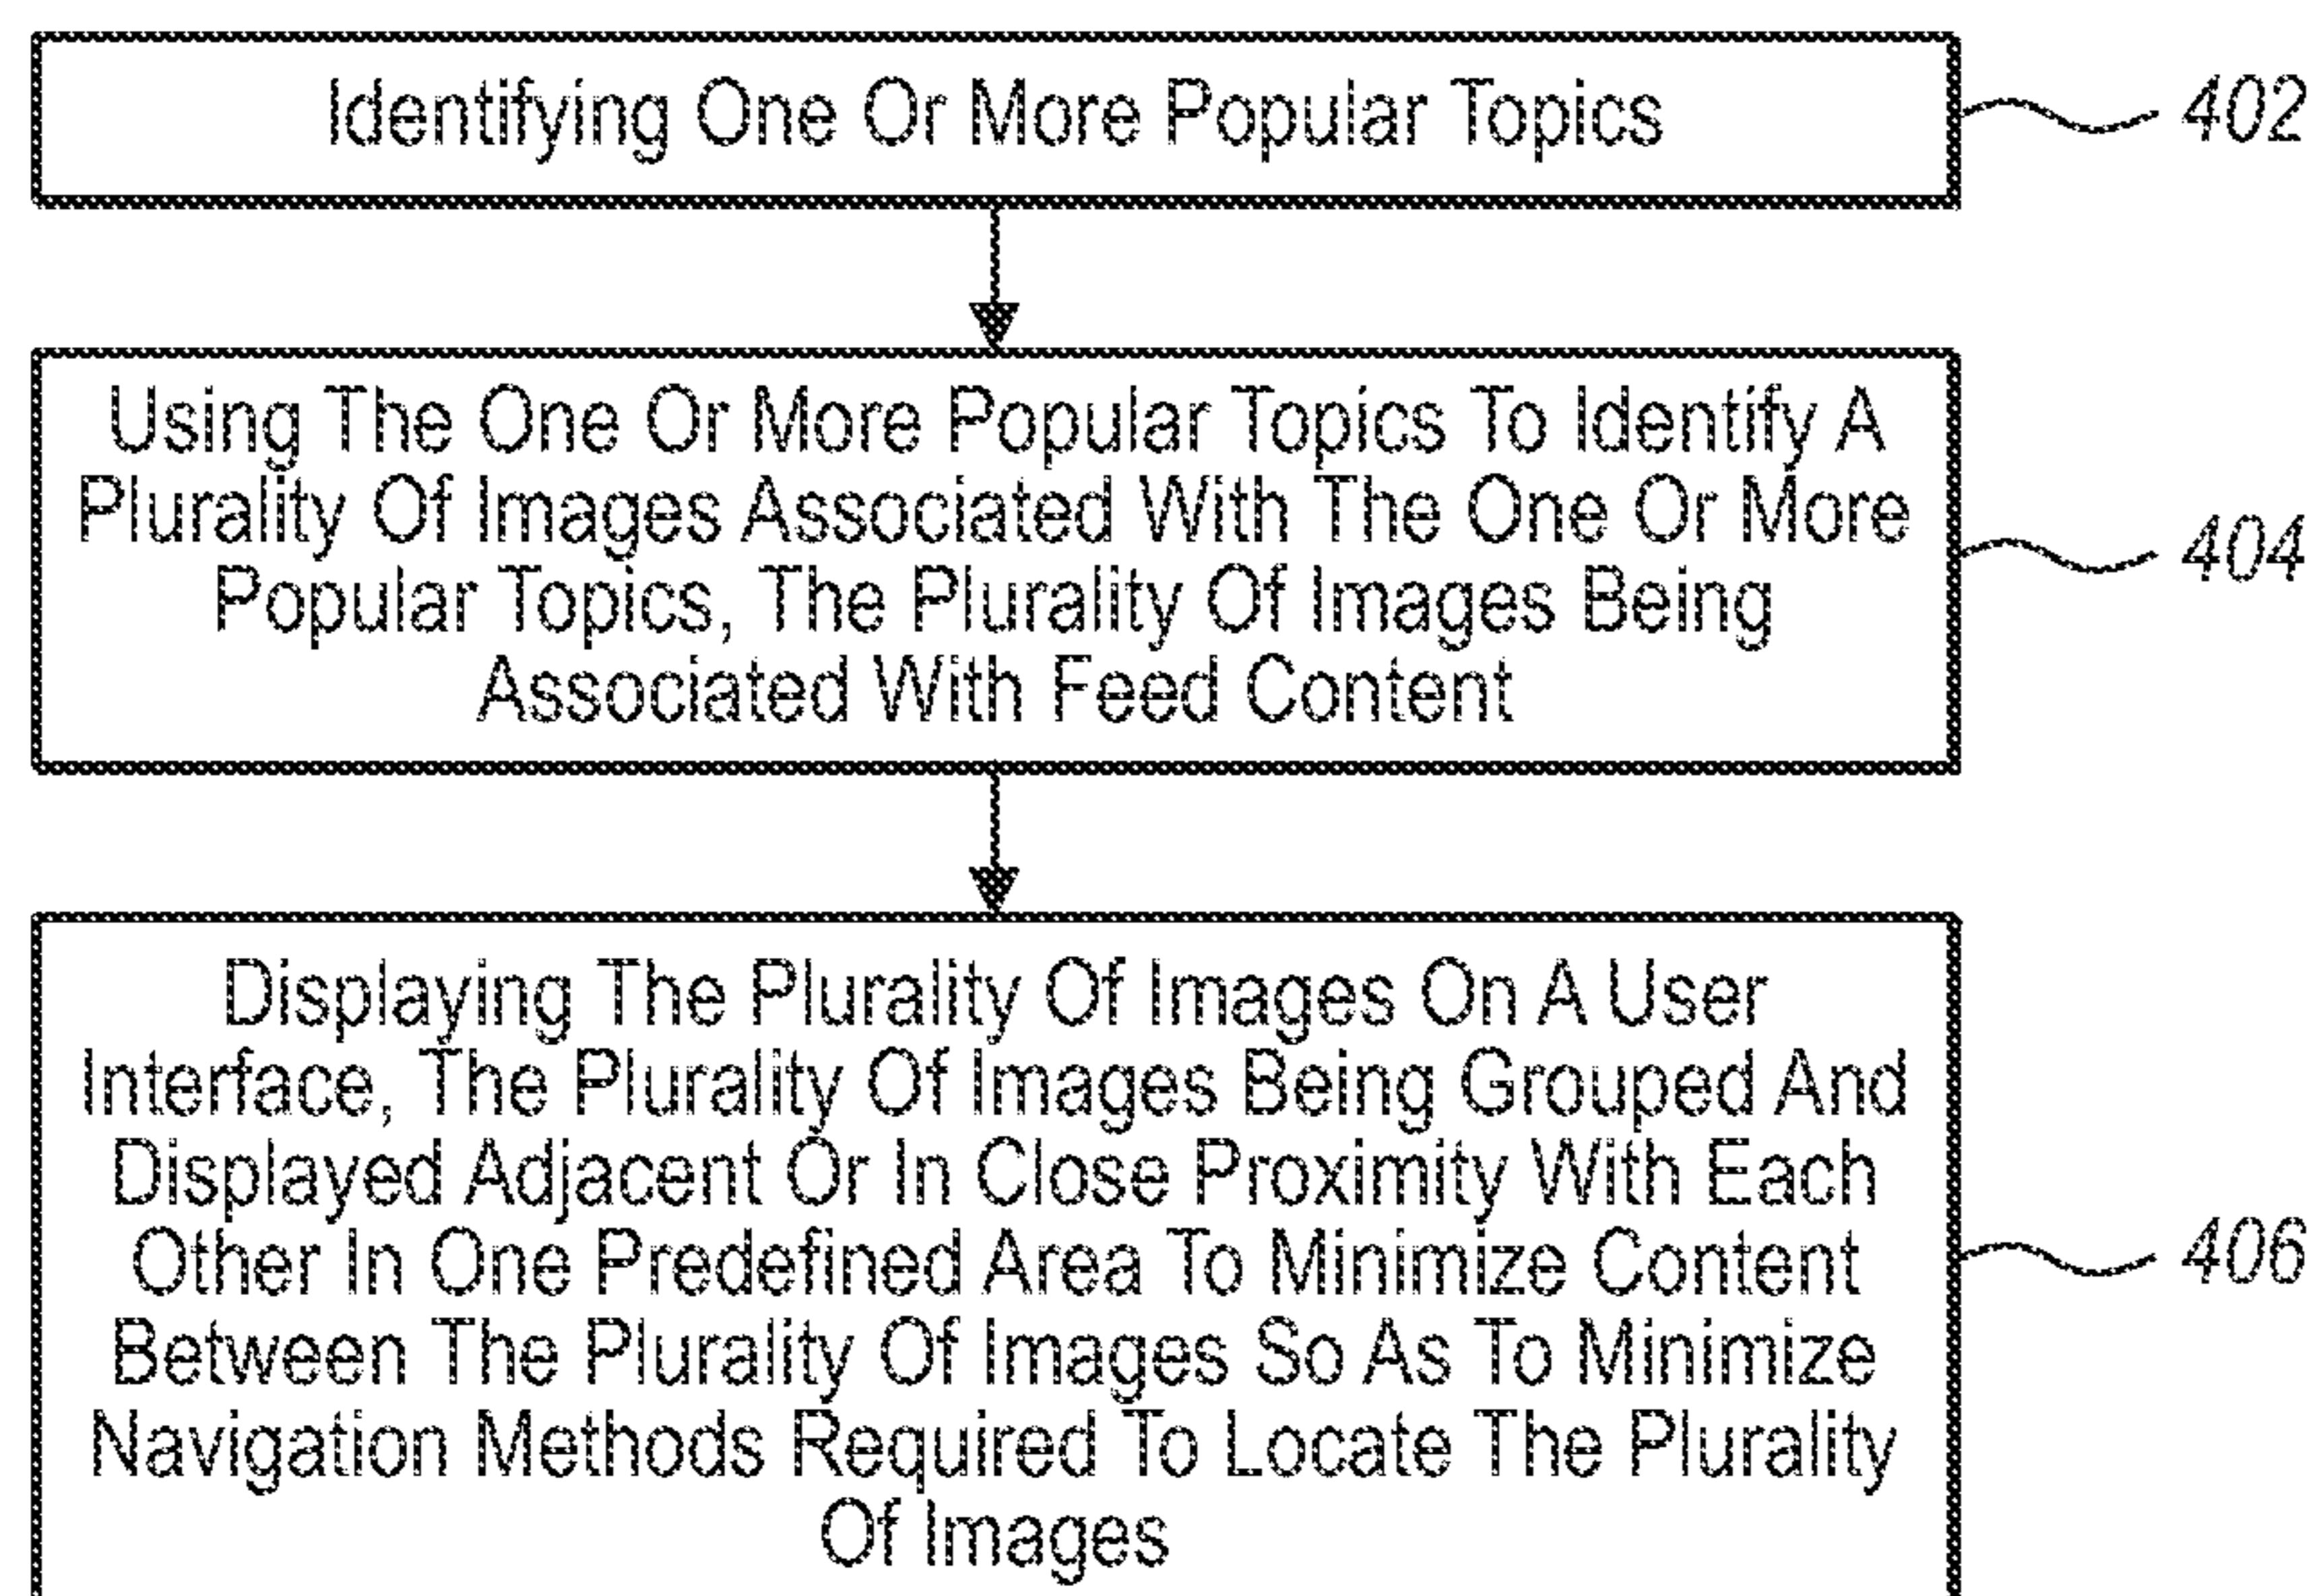 Identifying One Or More Popular Topics
402
Using The One Or More Popular Topics To Identify A
Plurality Of Images Associated With The One Or More
Popular Topics, The Plurality Of Images Being
Associated With Feed Content
404
Displaying The Plurality Of Images On A User
Interface, The Plurality Of Images Being Grouped And
Displayed Adjacent Or In Close Proximity With Each
Other In One Predefined Area To Minimize Content
Between The Plurality Of Images So As To Minimize
Navigation Methods Required To Locate The Plurality
Of Images
406